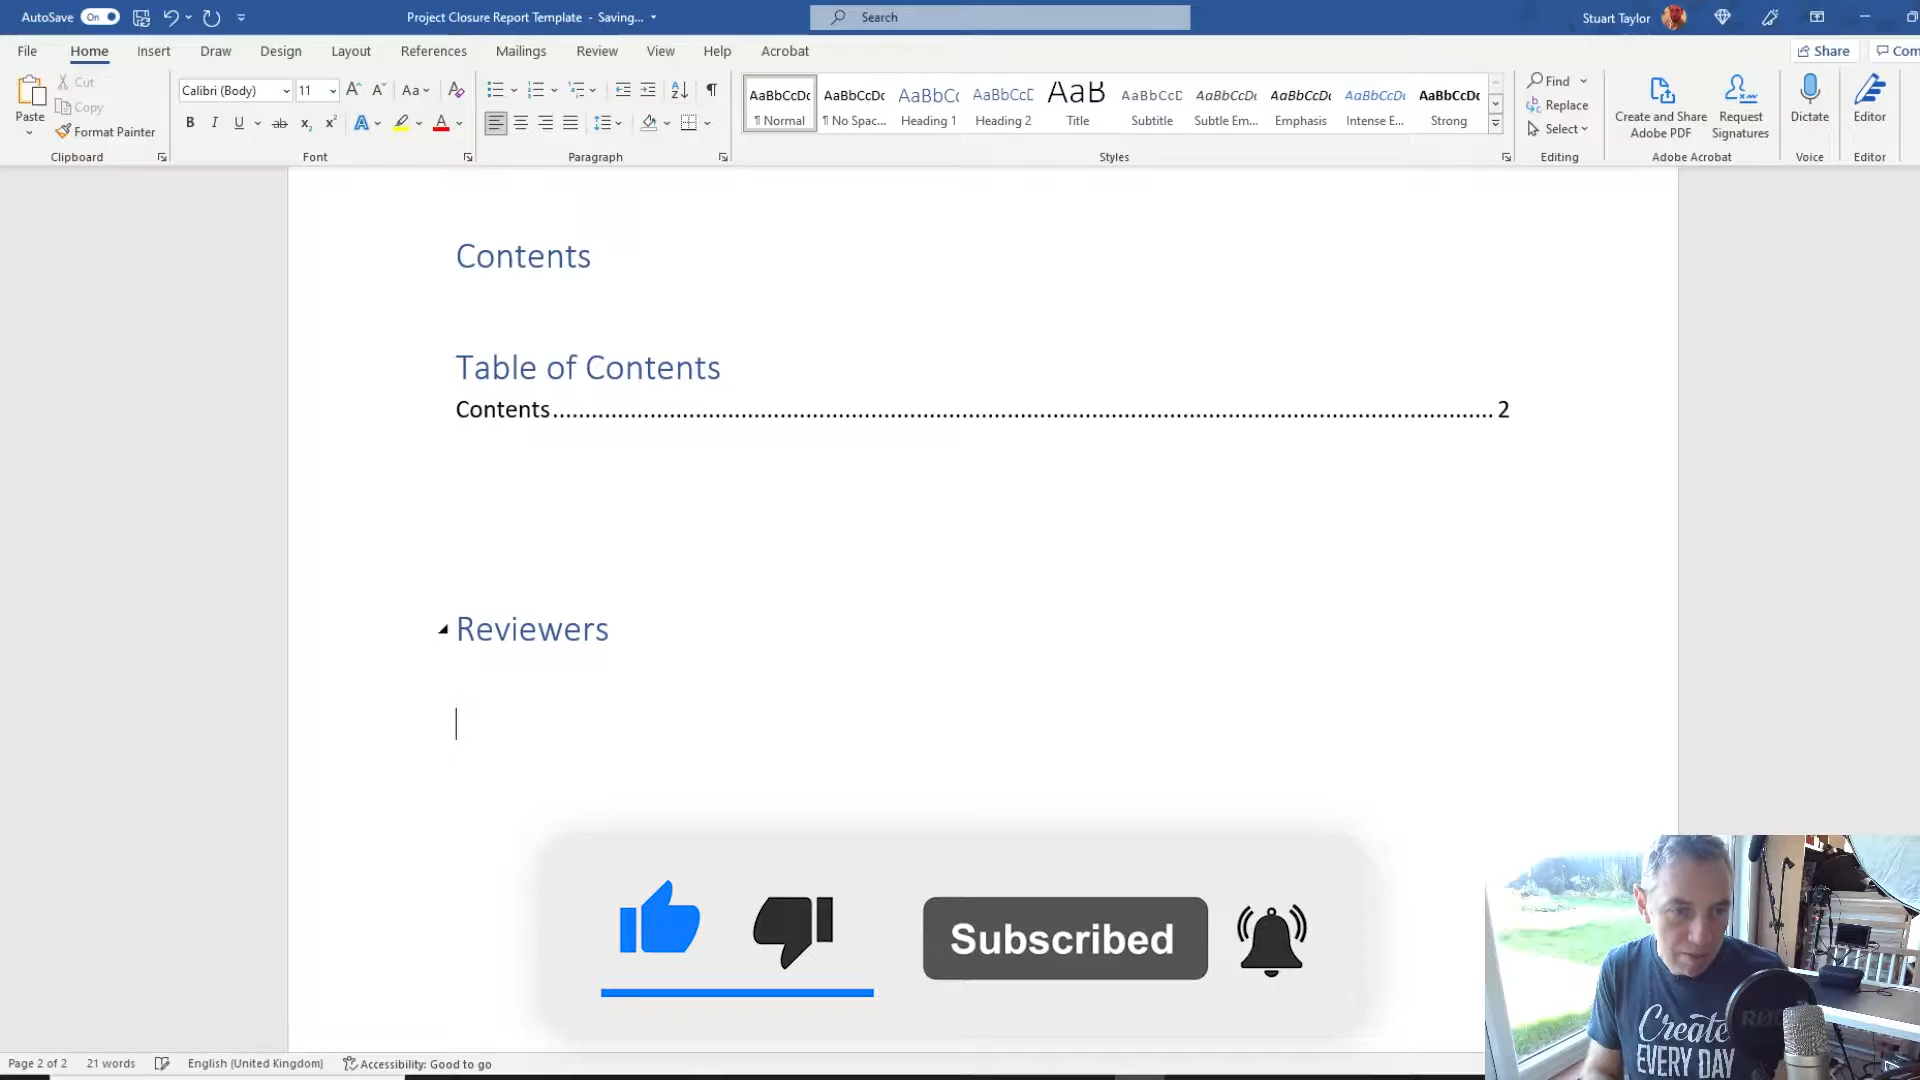 AutoSave On Project Closure Report Template - Saving... Search Stuart Taylor
File Home Insert Draw Design Layout References Mailings Review View Help Acrobat Share Com
Paste Cut Copy Format Painter Clipboard
Calibri (Body) 11 Aa Font
Paragraph
AaBbCcDc AaBbCcDc AaBbC AaBbCcD AaB AaBbCcD AaBbCcDc AaBbCcDc AaBbCcDc AaBbCcDc
¶ Normal ¶ No Spac... Heading 1 Heading 2 Title Subtitle Subtle Em... Emphasis Intense E... Strong
Styles
Find
Replace
Select
Editing
Create and Share Adobe PDF
Request Signatures
Adobe Acrobat
Dictate
Voice
Editor
Editor
Contents
Table of Contents
Contents 2
Reviewers
Subscribed
Create
EVERY DAY
Page 2 of 2 21 words English (United Kingdom) Accessibility: Good to go